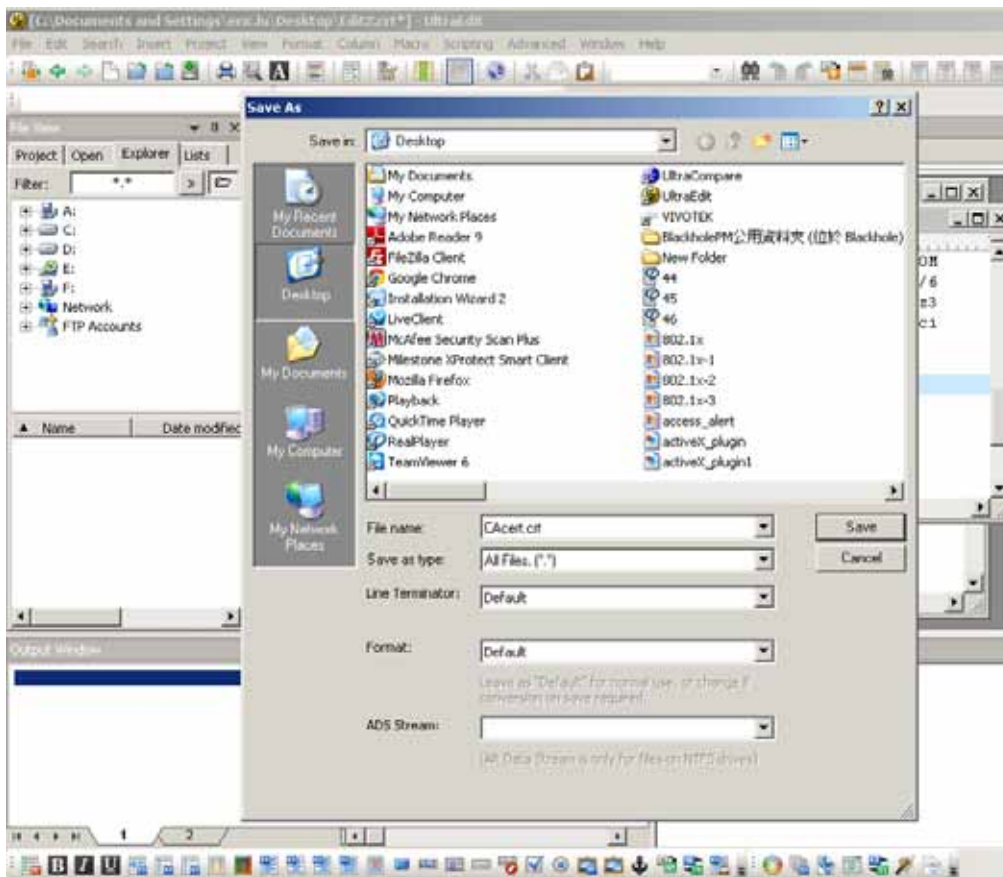 [C:\Documents and Settings\eric.lu\Desktop\Edit2.crt*] - UltraEdit
File Edit Search Insert Project View Format Column Macro Scripting Advanced Window Help
File View
Project Open Explorer Lists
Filter: *.*
A:
C:
D:
E:
F:
Network
FTP Accounts
Name Date modified
Output Window
1 2
Save As
Save in: Desktop
My Recent Documents
Desktop
My Documents
My Computer
My Network Places
My Documents
My Computer
My Network Places
Adobe Reader 9
FileZilla Client
Google Chrome
Installation Wizard 2
LiveClient
McAfee Security Scan Plus
Milestone XProtect Smart Client
Mozilla Firefox
Playback
QuickTime Player
RealPlayer
TeamViewer 6
UltraCompare
UltraEdit
VIVOTEK
BlackholePM公用資料夾 (位於 Blackhole)
New Folder
44
45
46
802.1x
802.1x-1
802.1x-2
802.1x-3
access_alert
activeX_plugin
activeX_plugin1
File name: CAcert.crt
Save
Save as type: All Files, (*.*)
Cancel
Line Terminator: Default
Format: Default
Leave as "Default" for normal use, or change if
conversion on save required.
ADS Stream:
(Alt Data Stream is only for files on NTFS drives)